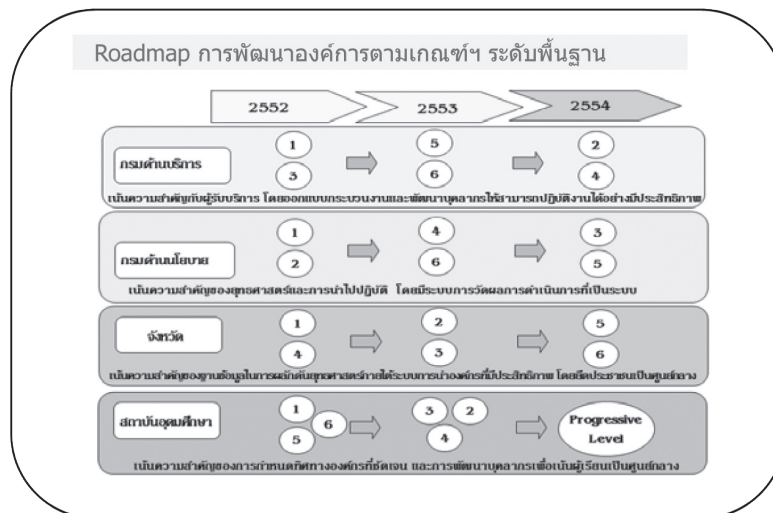 Roadmap การพัฒนาองค์การตามเกณฑ์ฯ ระดับพื้นฐาน
2552 2553 2554
1 5 2
กรมด้านบริการ
3 6 4
เน้นความสำคัญกับผู้รับบริการ โดยออกแบบกระบวนงานและพัฒนาบุคลากรให้สามารถปฏิบัติงานได้อย่างมีประสิทธิภาพ
1 4 3
กรมด้านนโยบาย
2 6 5
เน้นความสำคัญของยุทธศาสตร์และการนำไปปฏิบัติ โดยมีระบบการวัดผลการดำเนินการที่เป็นระบบ
1 2 5
จังหวัด
4 3 6
เน้นความสำคัญของฐานข้อมูลในการผลักดันยุทธศาสตร์ภายใต้ระบบการนำองค์กรที่มีประสิทธิภาพ โดยยึดประชาชนเป็นศูนย์กลาง
1 3 2 Progressive
สถาบันอุดมศึกษา 6
5 4 Level
เน้นความสำคัญของการกำหนดทิศทางองค์กรที่ชัดเจน และการพัฒนาบุคลากรเพื่อเน้นผู้เรียนเป็นศูนย์กลาง